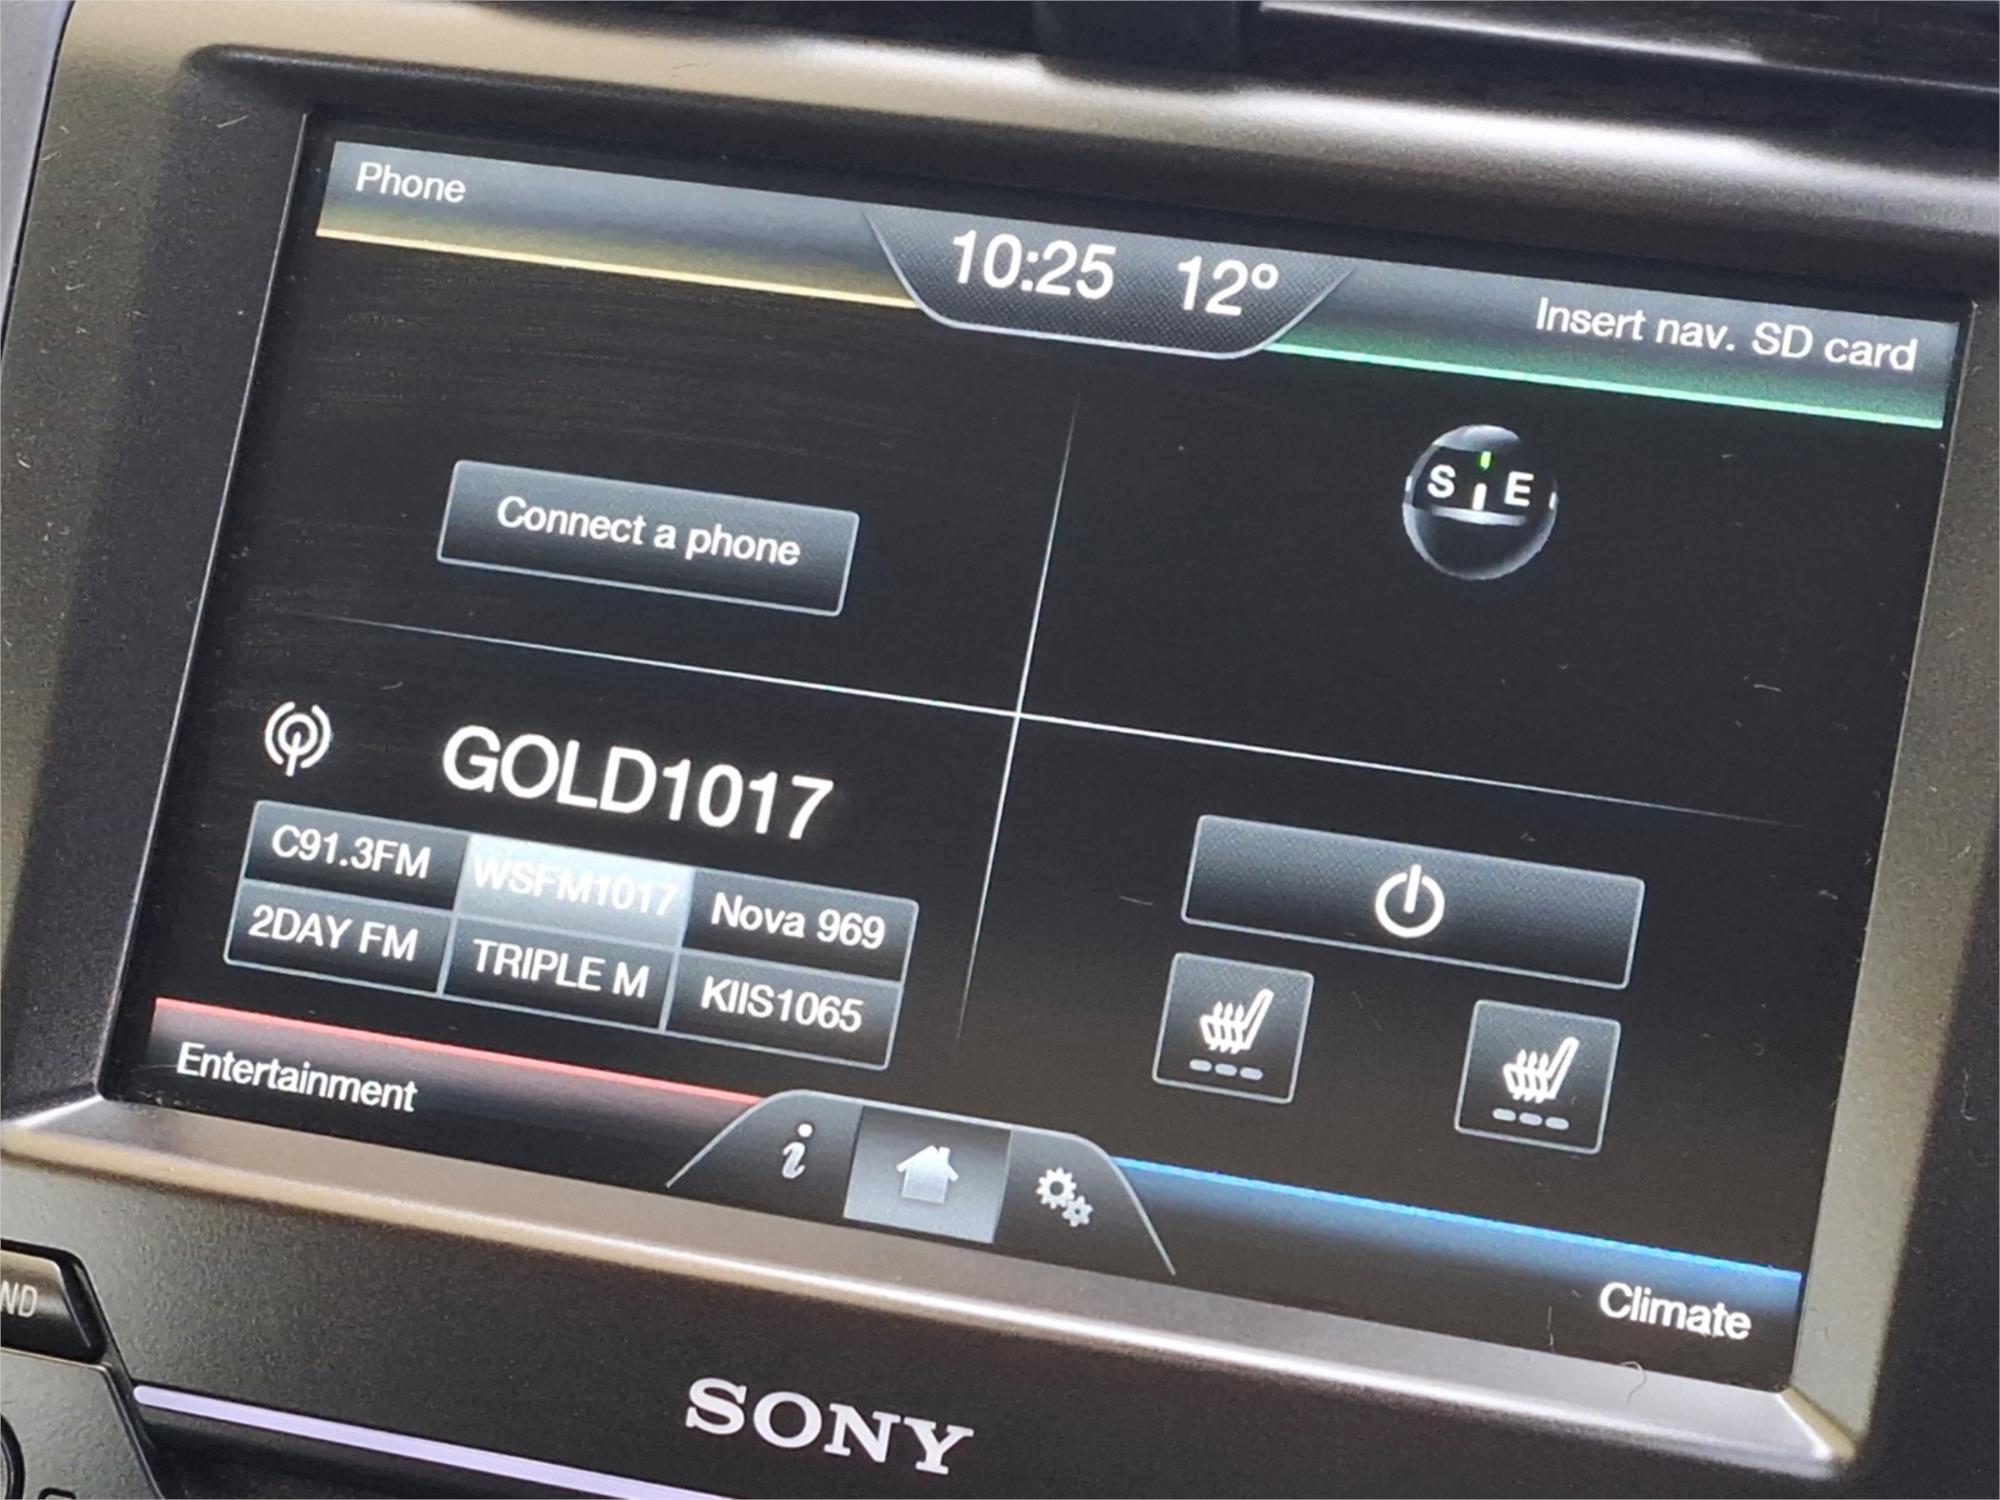 Phone
10:25 12°
Insert nav. SD card
S E
Connect a phone
GOLD1017
C91.3FM WSFM1017 Nova 969
2DAY FM TRIPLE M KIIS1065
Entertainment
i
Climate
SONY